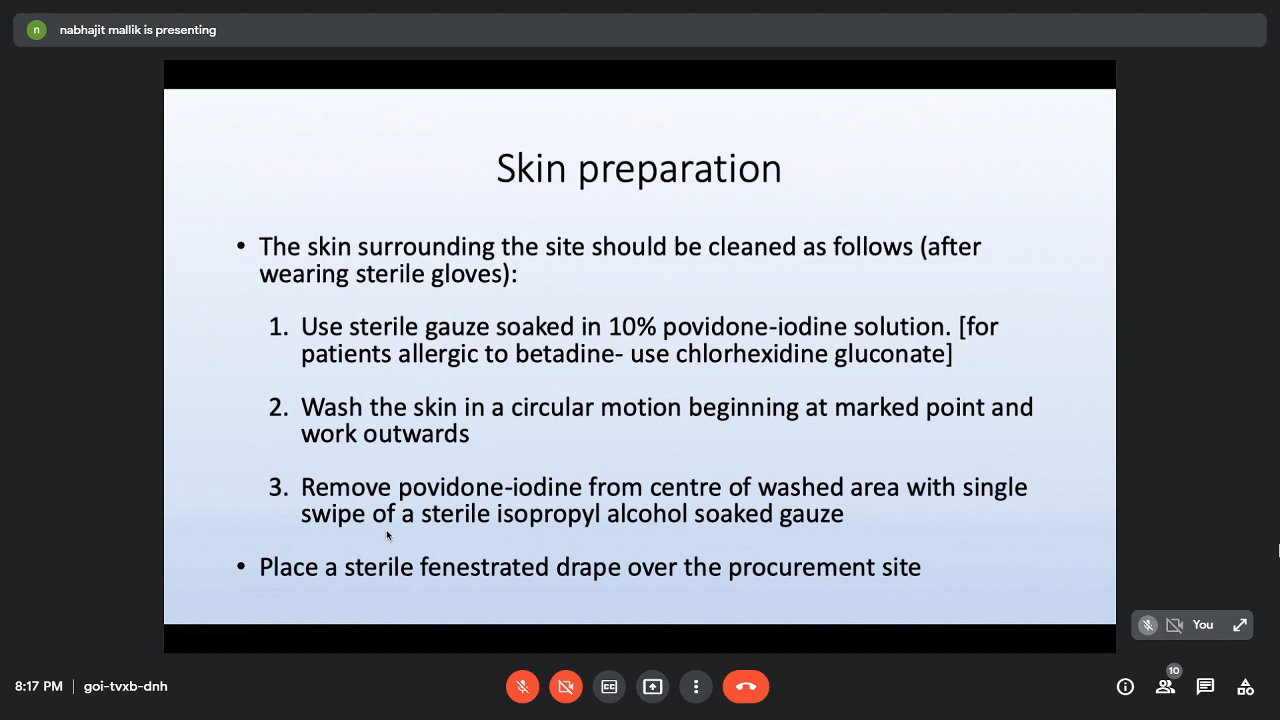 n nabhajit mallik is presenting
Skin preparation
• The skin surrounding the site should be cleaned as follows (after
wearing sterile gloves):
1. Use sterile gauze soaked in 10% povidone-iodine solution. [for
patients allergic to betadine- use chlorhexidine gluconate]
2. Wash the skin in a circular motion beginning at marked point and
work outwards
3. Remove povidone-iodine from centre of washed area with single
swipe of a sterile isopropyl alcohol soaked gauze
• Place a sterile fenestrated drape over the procurement site
You
8:17 PM | goi-tvxb-dnh
10